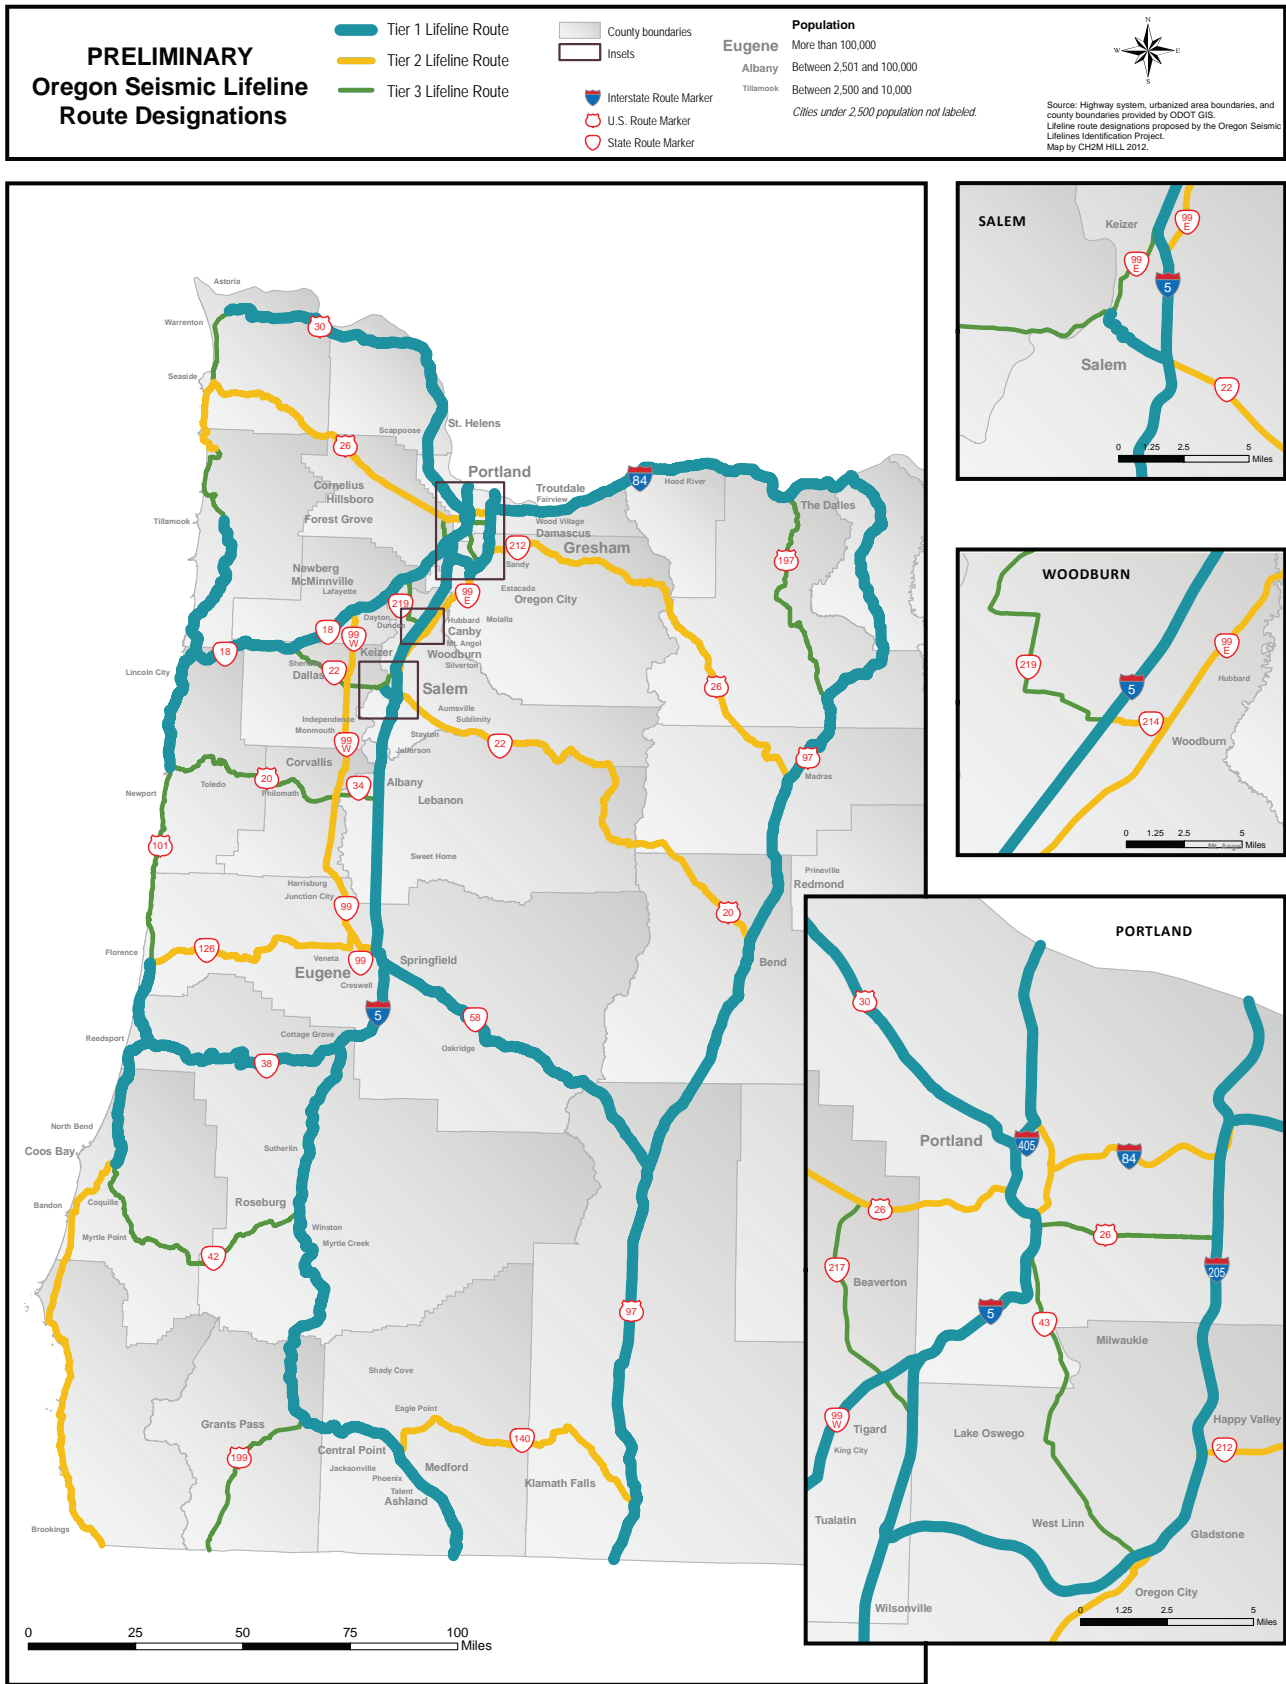 PRELIMINARY
Oregon Seismic Lifeline
Route Designations
Tier 1 Lifeline Route
Tier 2 Lifeline Route
Tier 3 Lifeline Route
County boundaries
Insets
Interstate Route Marker
U.S. Route Marker
State Route Marker
Population
Eugene More than 100,000
Albany Between 2,501 and 100,000
Tillamook Between 2,500 and 10,000
Cities under 2,500 population not labeled.
N
W E
S
Source: Highway system, urbanized area boundaries, and
county boundaries provided by ODOT GIS.
Lifeline route designations proposed by the Oregon Seismic
Lifelines Identification Project.
Map by CH2M HILL 2012.
Astoria
Warrenton
30
Seaside
St. Helens
Scappoose
26
Portland
Cornelius
Hillsboro
Troutdale
Fairview
84
Hood River
The Dalles
Forest Grove
Tillamook
Wood Village
Damascus
212
Gresham
197
Sandy
Newberg
McMinnville
Lafayette
Estacada
Oregon City
99
E
219
Dayton
Dundee
Hubbard
Molalla
Canby
Mt. Angel
18
99
W
Keizer
Woodburn
Silverton
18
Sheridan
22
Dallas
Lincoln City
Salem
26
Aumsville
Sublimity
Independence
Monmouth
Stayton
22
99
W
Jefferson
97
Corvallis
20
Toledo
Philomath
34
Albany
Madras
Newport
Lebanon
101
Sweet Home
Prineville
Redmond
Harrisburg
Junction City
99
20
126
Florence
Veneta
99
Eugene
Springfield
Bend
Creswell
5
58
Reedsport
Cottage Grove
38
Oakridge
North Bend
Coos Bay
Sutherlin
Bandon
Coquille
Roseburg
Winston
Myrtle Creek
Myrtle Point
42
97
Shady Cove
Eagle Point
Grants Pass
199
Central Point
140
Jacksonville
Medford
Phoenix
Talent
Ashland
Klamath Falls
Brookings
0 25 50 75 100
Miles
SALEM
Keizer
99
E
99
E
5
Salem
22
0 1.25 2.5 5
Miles
WOODBURN
99
E
219
Hubbard
5
214
Woodburn
0 1.25 2.5 5
Mt. Angel Miles
PORTLAND
30
Portland
405
84
26
26
217
Beaverton
205
5
43
Milwaukie
99
W
Tigard
King City
Lake Oswego
Happy Valley
212
Tualatin
West Linn
Gladstone
Oregon City
Wilsonville
0 1.25 2.5 5
Miles